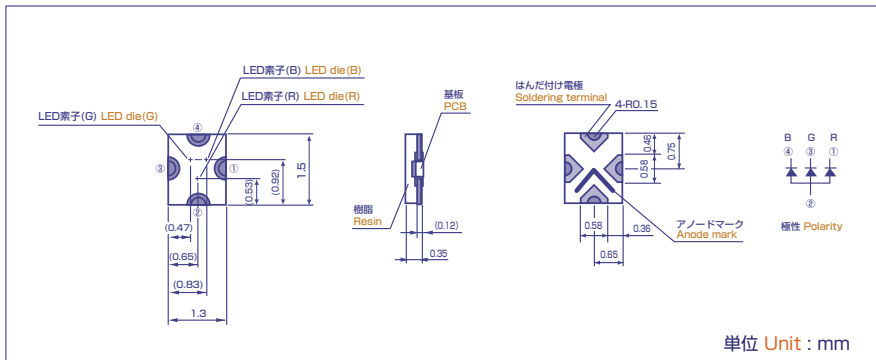 LED素子(B) LED die(B)
LED素子(R) LED die(R)
LED素子(G) LED die(G)
④
③
①
②
(0.53)
(0.92)
1.5
(0.47)
(0.65)
(0.83)
1.3
基板
PCB
樹脂
Resin
(0.12)
0.35
はんだ付け電極
Soldering terminal
4-R0.15
0.46
0.75
0.58
0.58
0.36
0.65
アノードマーク
Anode mark
B G R
④ ③ ①
②
極性 Polarity
単位 Unit : mm